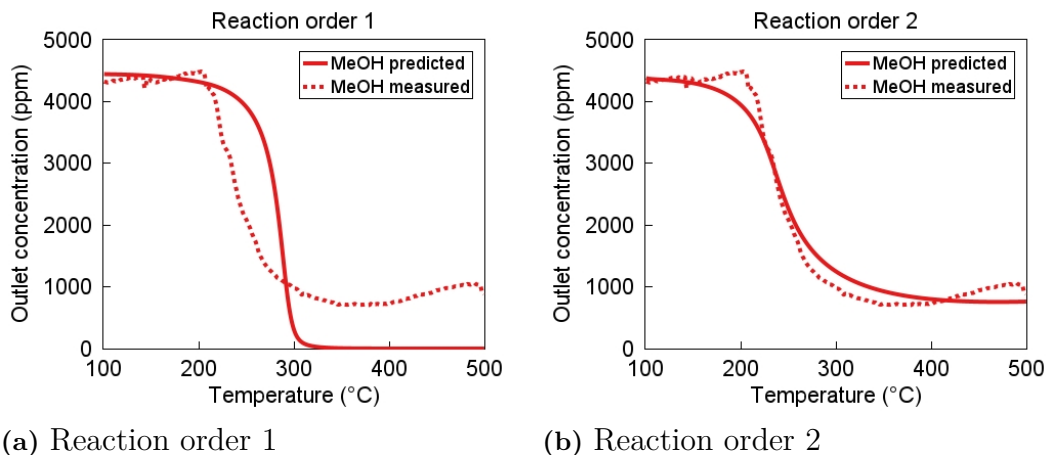 Reaction order 1
5000
4000
3000
2000
1000
0
Outlet concentration (ppm)
MeOH predicted
MeOH measured
100 200 300 400 500
Temperature (°C)
(a) Reaction order 1
Reaction order 2
5000
4000
3000
2000
1000
0
Outlet concentration (ppm)
MeOH predicted
MeOH measured
100 200 300 400 500
Temperature (°C)
(b) Reaction order 2